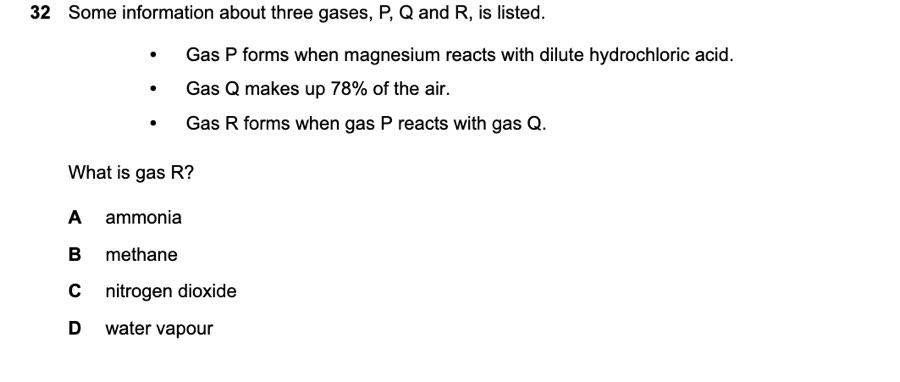 32 Some information about three gases, P, Q and R, is listed.
• Gas P forms when magnesium reacts with dilute hydrochloric acid.
• Gas Q makes up 78% of the air.
• Gas R forms when gas P reacts with gas Q.
What is gas R?
A ammonia
B methane
C nitrogen dioxide
D water vapour